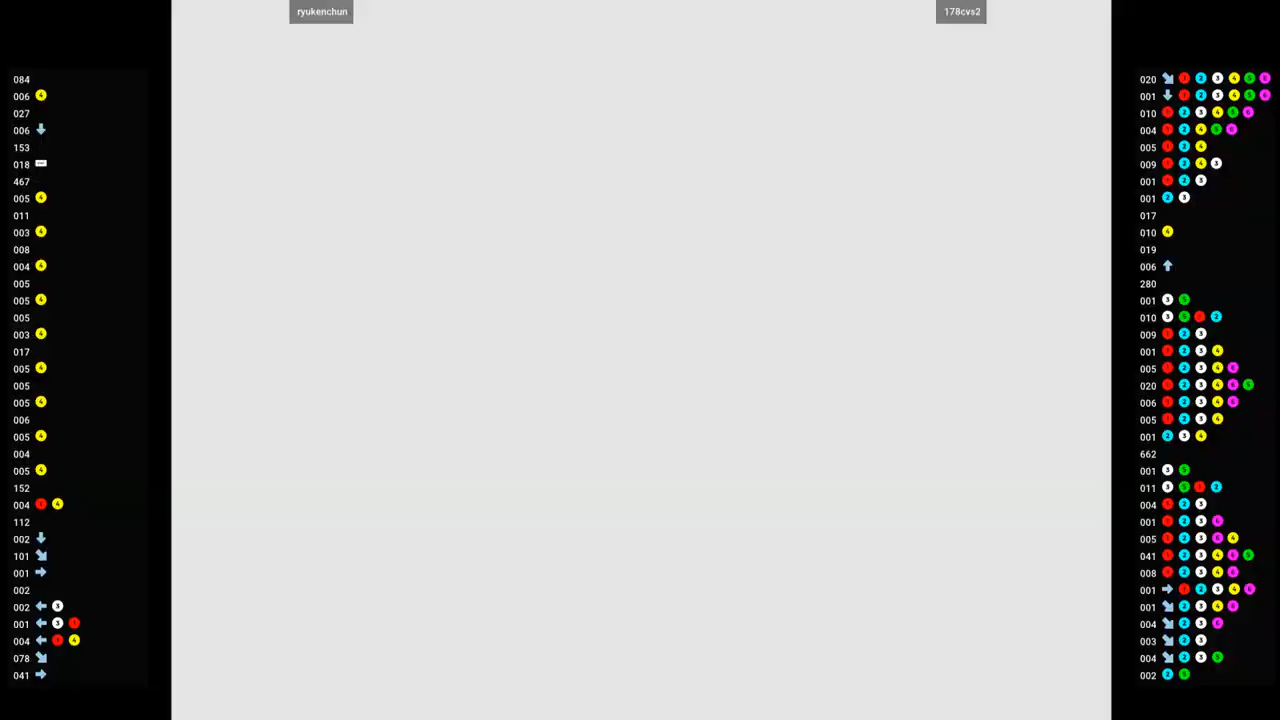 ryukenchun
178cvs2
084
006 4
027
006
153
018
467
005 4
011
003 4
008
004 4
005
005 4
005
003 4
017
005 4
005
005 4
006
005 4
004
005 4
152
004 1 4
112
002
101
001
002
002 3
001 3 1
004 1 4
078
041
020 1 2 3 4 5 6
001 1 2 3 4 5 6
010 1 2 3 4 5 6
004 1 2 4 5 6
005 1 2 4
009 1 2 4 3
001 1 2 3
001 2 3
017
010 4
019
006
280
001 3 5
010 3 5 1 2
009 1 2 3
001 1 2 3 4
005 1 2 3 4 6
020 1 2 3 4 6 5
006 1 2 3 4 6
005 1 2 3 4
001 2 3 4
662
001 3 5
011 3 5 1 2
004 1 2 3
001 1 2 3 6
005 1 2 3 6 4
041 1 2 3 4 6 5
008 1 2 3 4 6
001 1 2 3 4 6
001 2 3 4 6
004 2 3 6
003 2 3
004 2 3 5
002 2 5